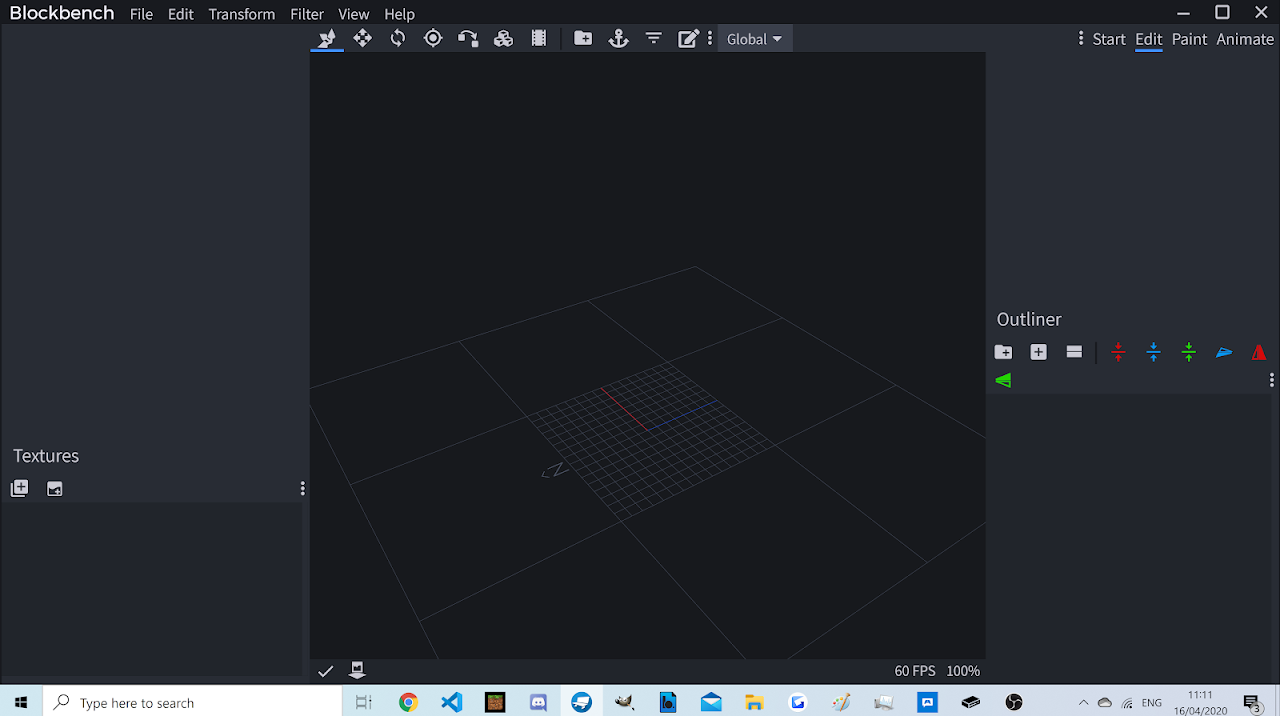 Blockbench File Edit Transform Filter View Help
Global
Start Edit Paint Animate
Outliner
Textures
N
60 FPS 100%
Type here to search
ENG
11:11
16/04/2020
3